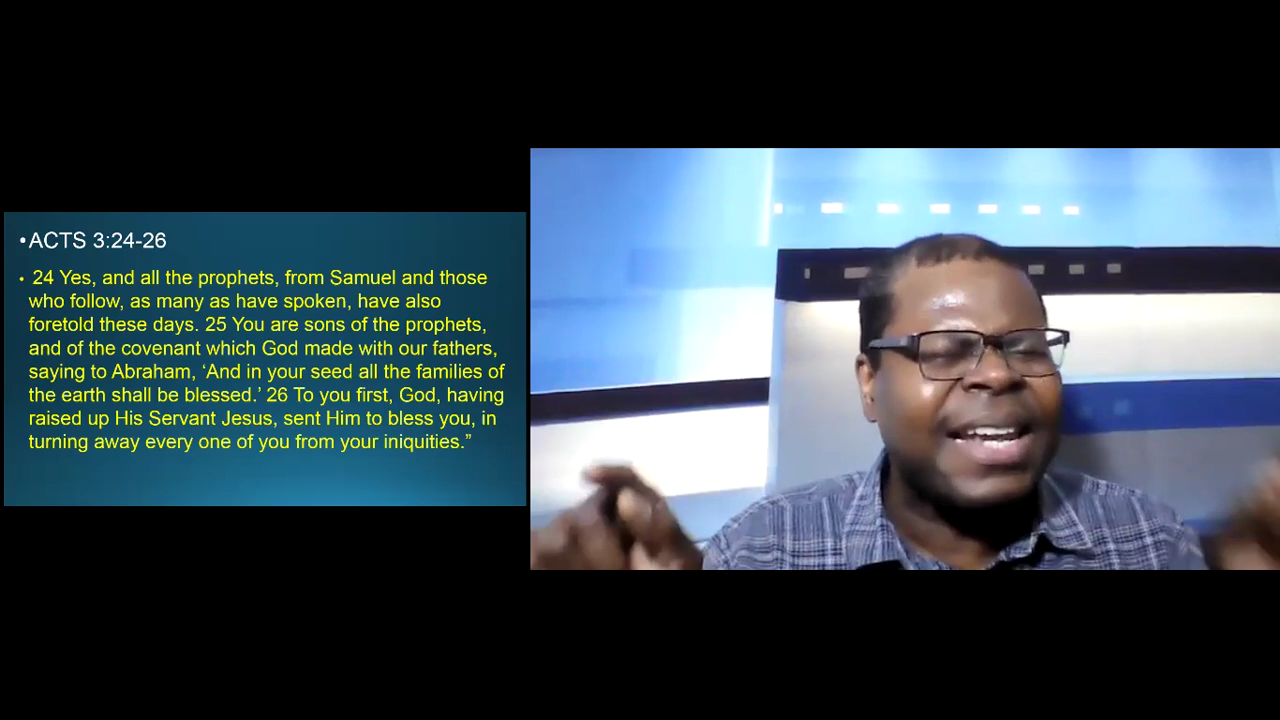 •ACTS 3:24-26
• 24 Yes, and all the prophets, from Samuel and those
who follow, as many as have spoken, have also
foretold these days. 25 You are sons of the prophets,
and of the covenant which God made with our fathers,
saying to Abraham, ‘And in your seed all the families of
the earth shall be blessed.’ 26 To you first, God, having
raised up His Servant Jesus, sent Him to bless you, in
turning away every one of you from your iniquities.”